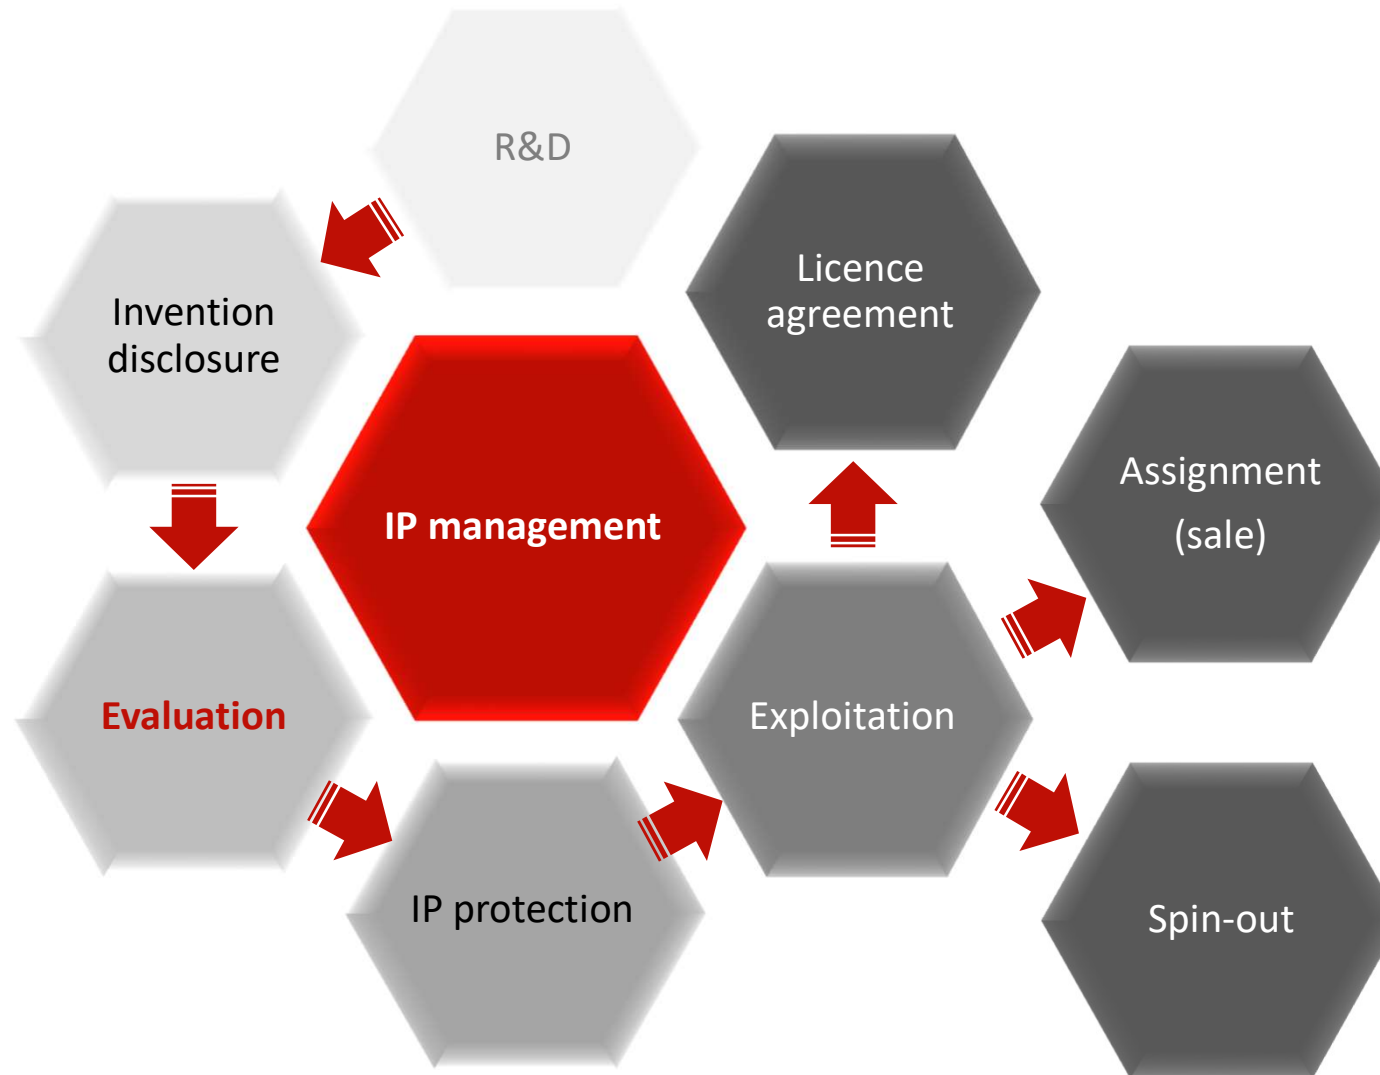 R&D
Invention
disclosure
Licence
agreement
IP management
Assignment
(sale)
Evaluation
Exploitation
IP protection
Spin-out